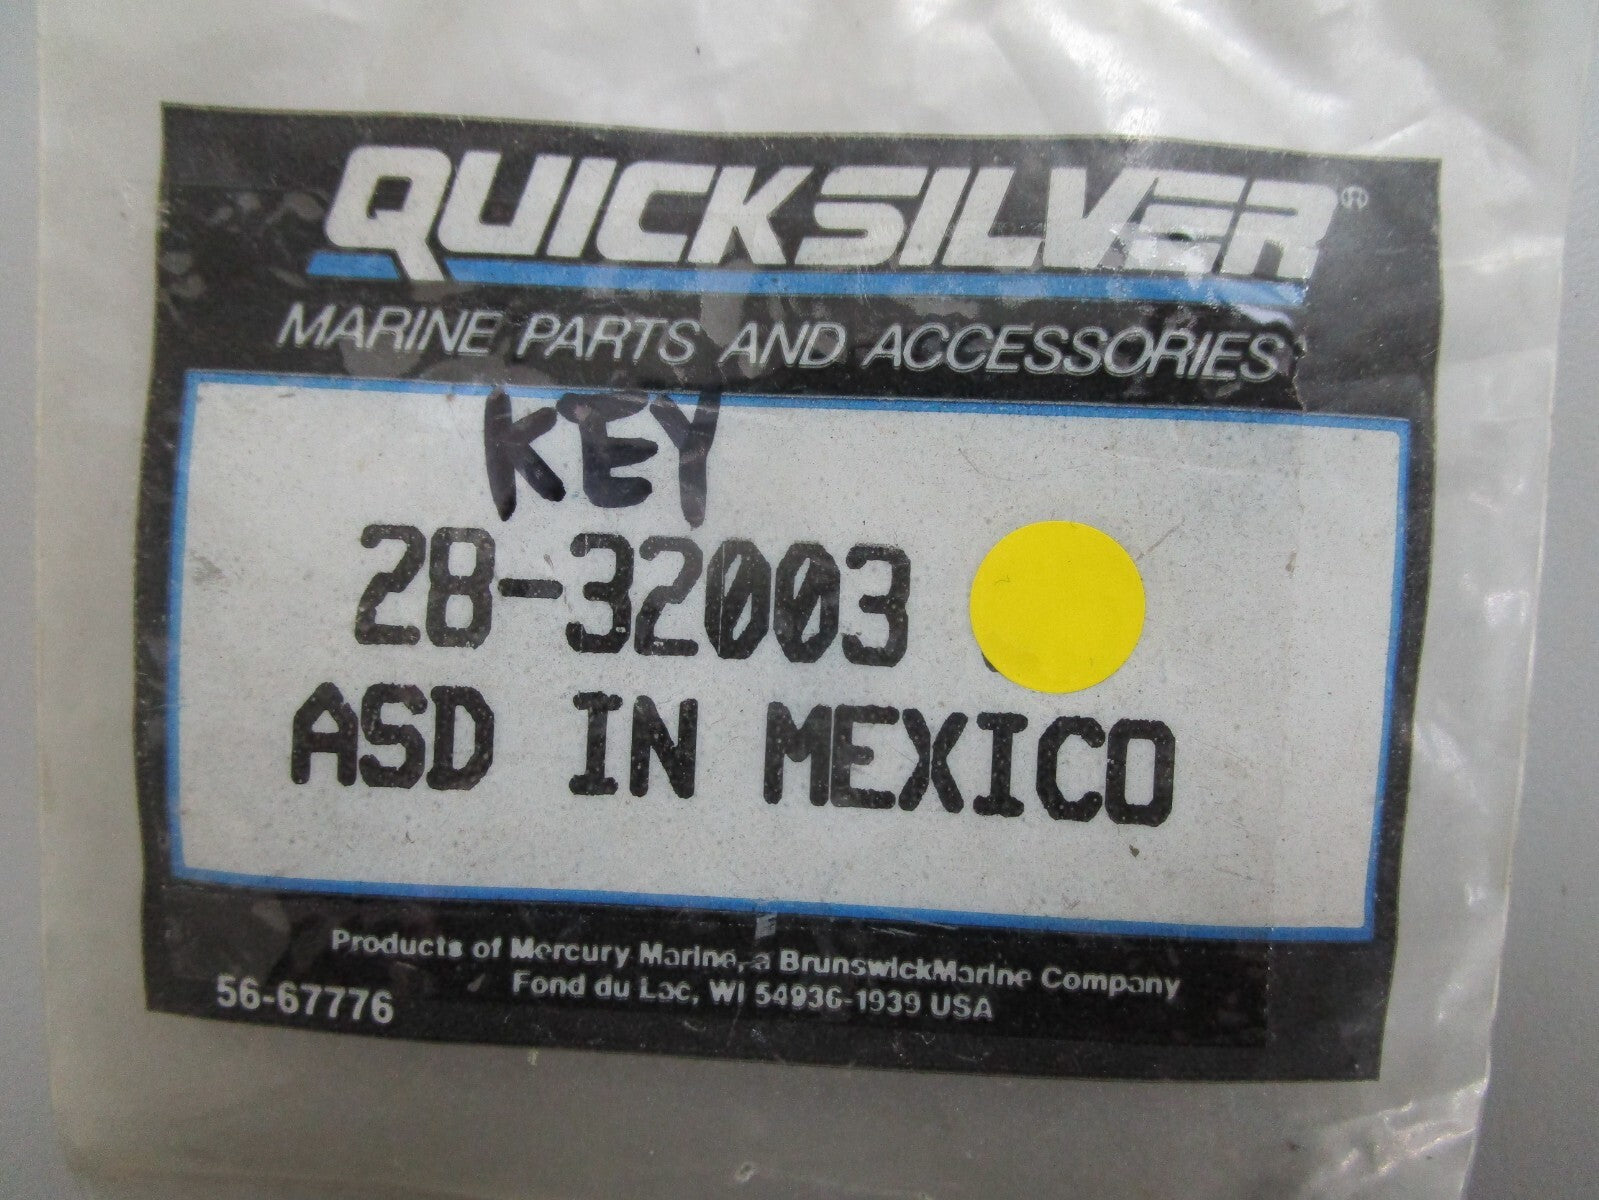 QUICKSILVER®
MARINE PARTS AND ACCESSORIES
KEY
28-32003
ASD IN MEXICO
Products of Mercury Marine, a Brunswick Marine Company
Fond du Lac, WI 54936-1939 USA
56-67776